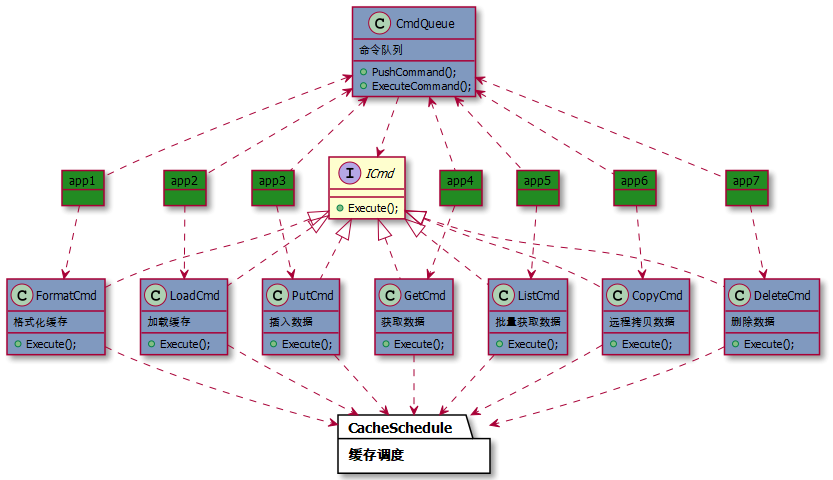 C CmdQueue
命令队列
PushCommand();
ExecuteCommand();
app1
app2
app3
app4
app5
app6
app7
I ICmd
Execute();
C FormatCmd
格式化缓存
Execute();
C LoadCmd
加载缓存
Execute();
C PutCmd
插入数据
Execute();
C GetCmd
获取数据
Execute();
C ListCmd
批量获取数据
Execute();
C CopyCmd
远程拷贝数据
Execute();
C DeleteCmd
删除数据
Execute();
CacheSchedule
缓存调度